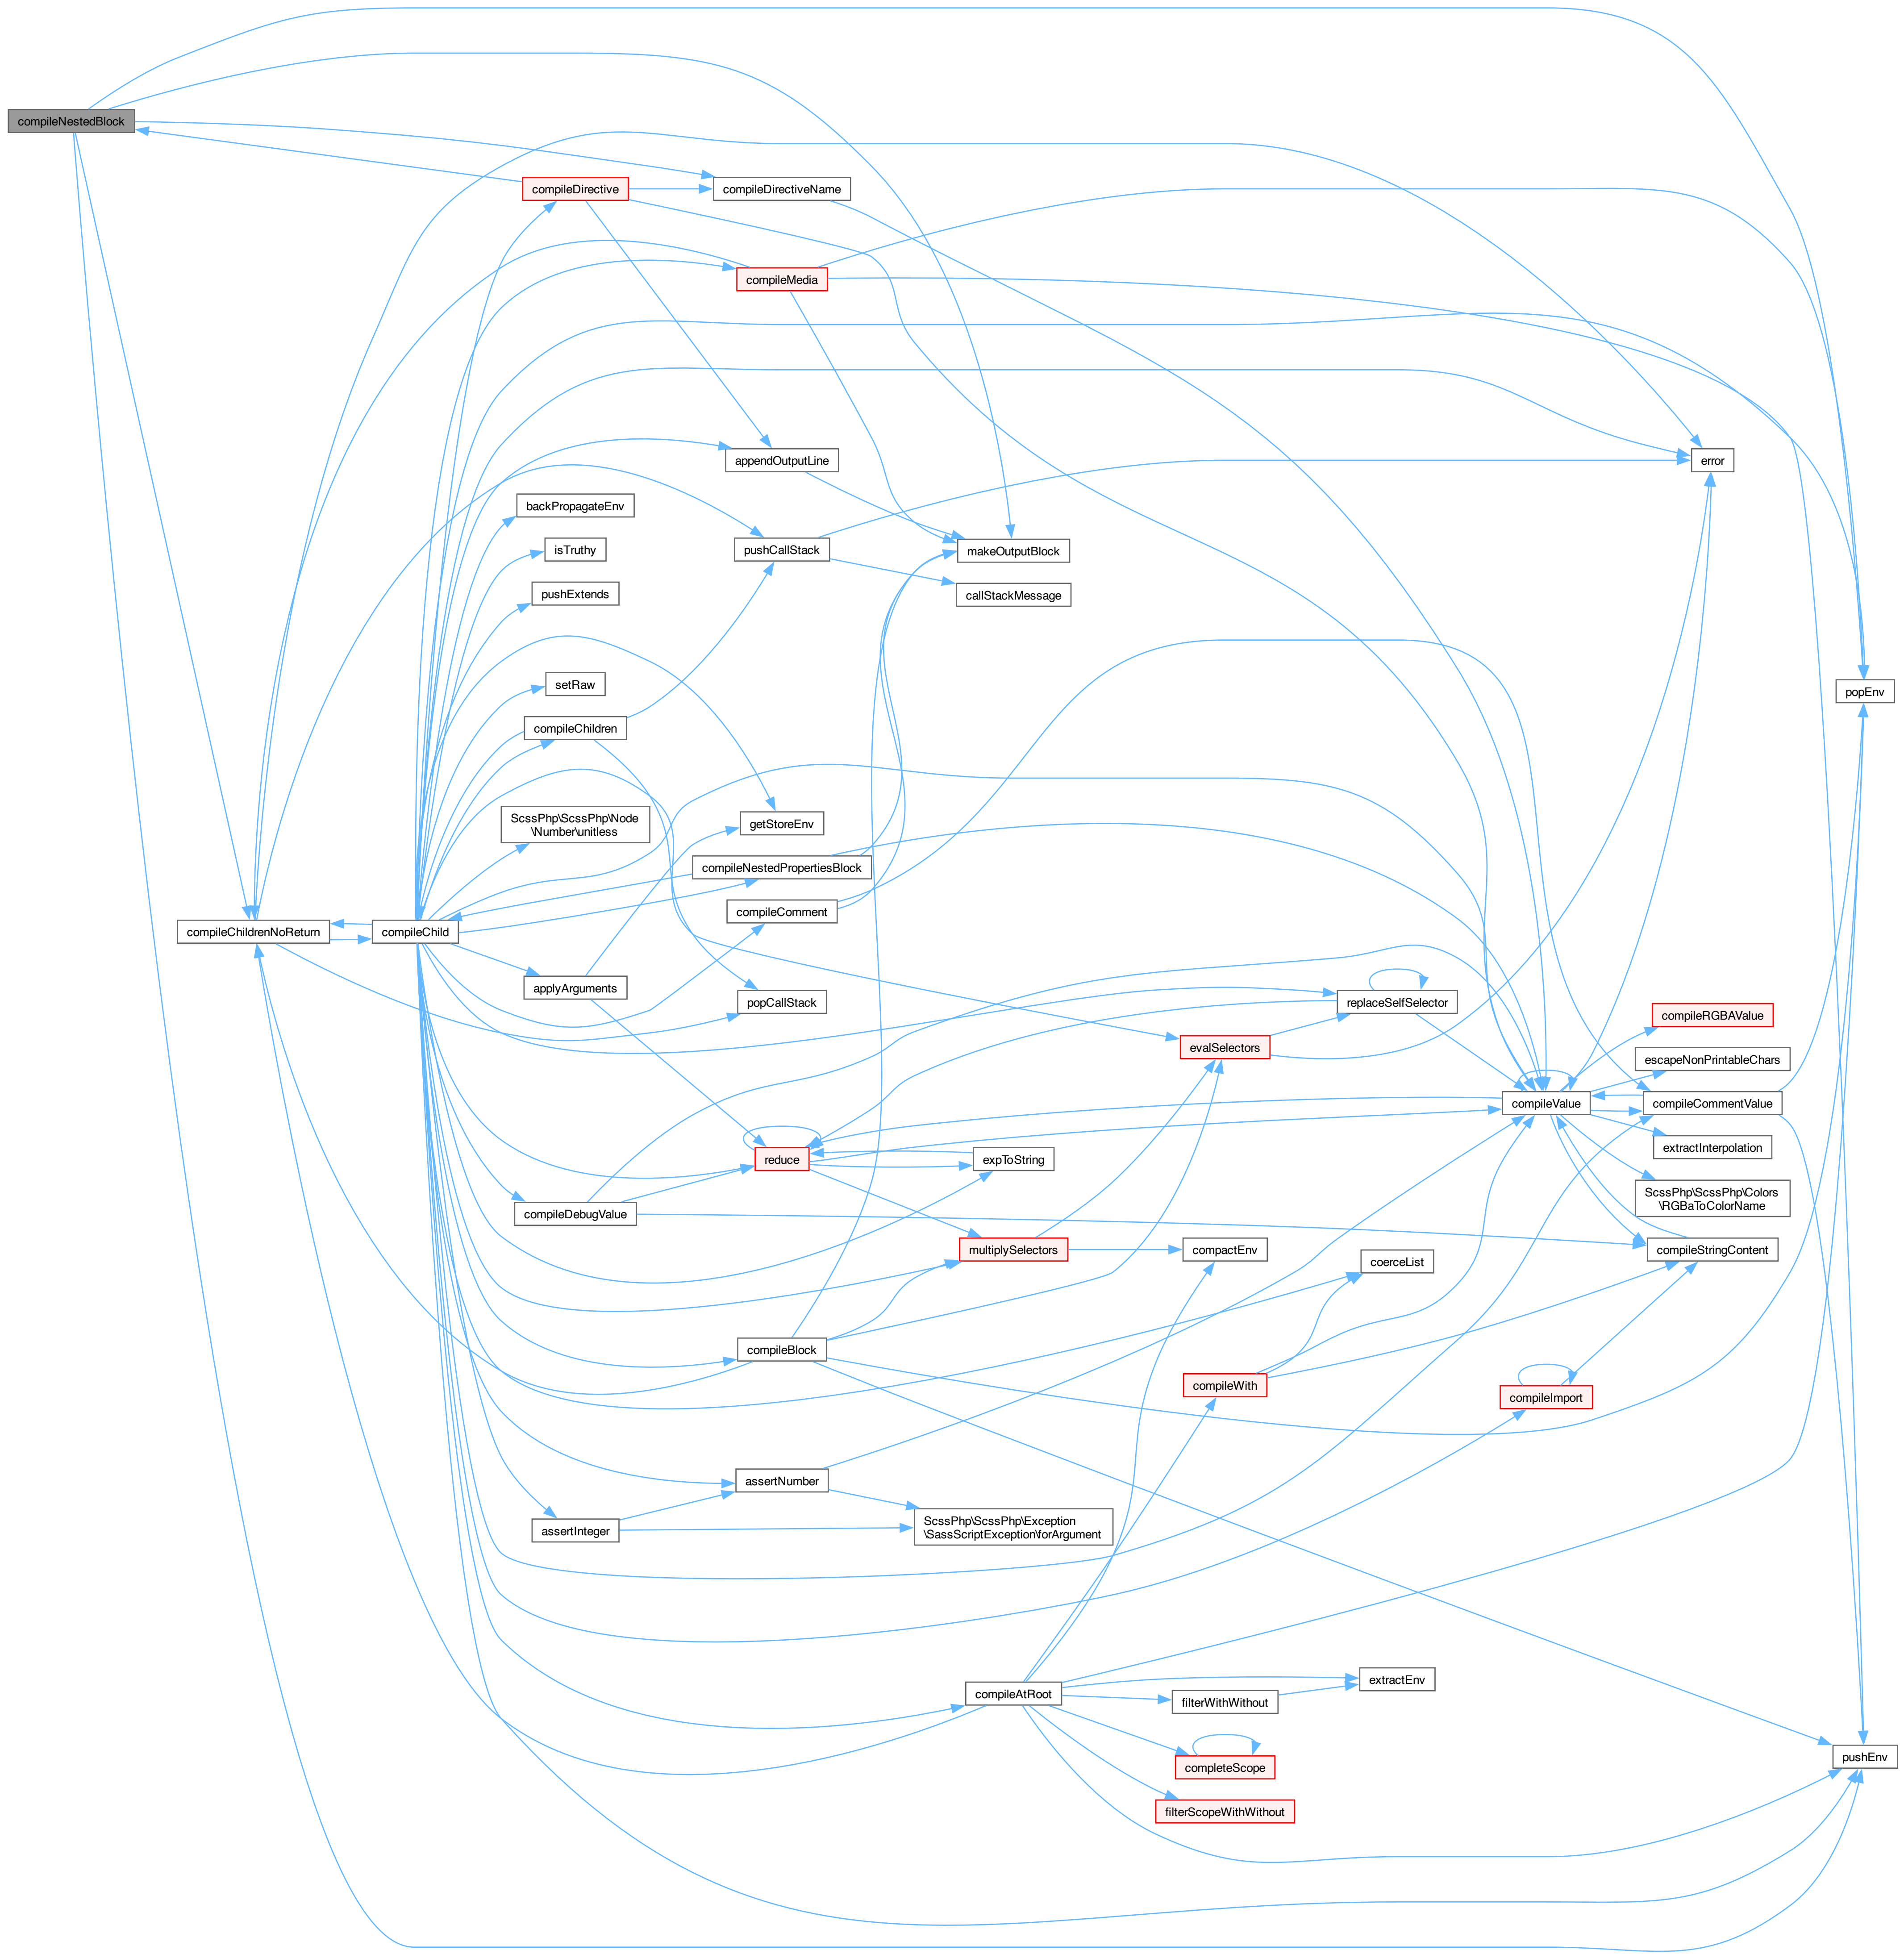 compileNestedBlock
compileDirective
compileDirectiveName
compileMedia
appendOutputLine
error
backPropagateEnv
isTruthy
pushCallStack
makeOutputBlock
pushExtends
callStackMessage
setRaw
popEnv
compileChildren
ScssPhp\ScssPhp\Node
\Number\unitless
getStoreEnv
compileNestedPropertiesBlock
compileComment
compileChildrenNoReturn
compileChild
applyArguments
popCallStack
replaceSelfSelector
compileRGBAValue
evalSelectors
escapeNonPrintableChars
compileValue
compileCommentValue
extractInterpolation
reduce
expToString
ScssPhp\ScssPhp\Colors
\RGBaToColorName
compileDebugValue
multiplySelectors
compactEnv
compileStringContent
coerceList
compileBlock
compileWith
compileImport
assertNumber
ScssPhp\ScssPhp\Exception
\SassScriptException\forArgument
assertInteger
compileAtRoot
extractEnv
filterWithWithout
completeScope
pushEnv
filterScopeWithWithout